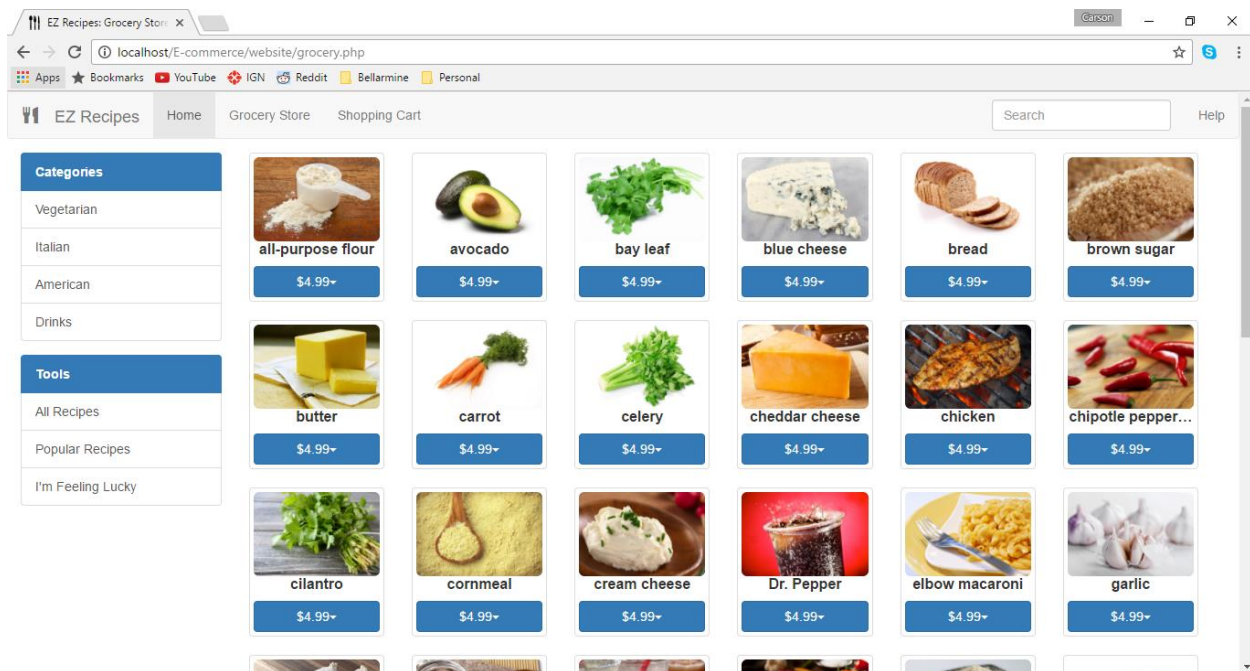 EZ Recipes: Grocery Stor
Carson
localhost/E-commerce/website/grocery.php
Apps Bookmarks YouTube IGN Reddit Bellarmine Personal
EZ Recipes Home Grocery Store Shopping Cart Search Help
Categories
Vegetarian
Italian
American
Drinks
Tools
All Recipes
Popular Recipes
I'm Feeling Lucky
all-purpose flour avocado bay leaf blue cheese bread brown sugar
$4.99 $4.99 $4.99 $4.99 $4.99 $4.99
butter carrot celery cheddar cheese chicken chipotle pepper...
$4.99 $4.99 $4.99 $4.99 $4.99 $4.99
cilantro cornmeal cream cheese Dr. Pepper elbow macaroni garlic
$4.99 $4.99 $4.99 $4.99 $4.99 $4.99